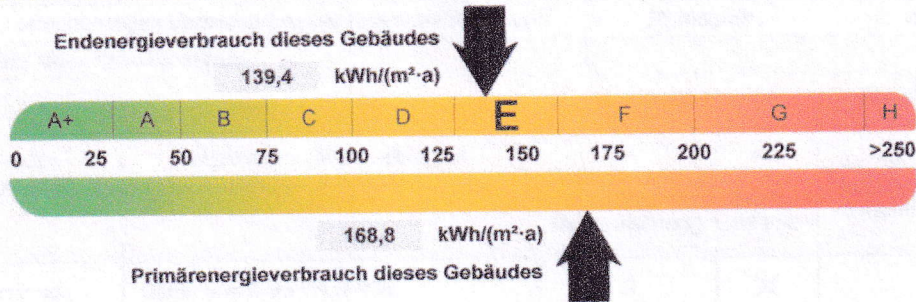 Endenergieverbrauch dieses Gebäudes
139,4 kWh/(m²·a)
A+ A B C D E F G H
0 25 50 75 100 125 150 175 200 225 >250
168,8 kWh/(m²·a)
Primärenergieverbrauch dieses Gebäudes